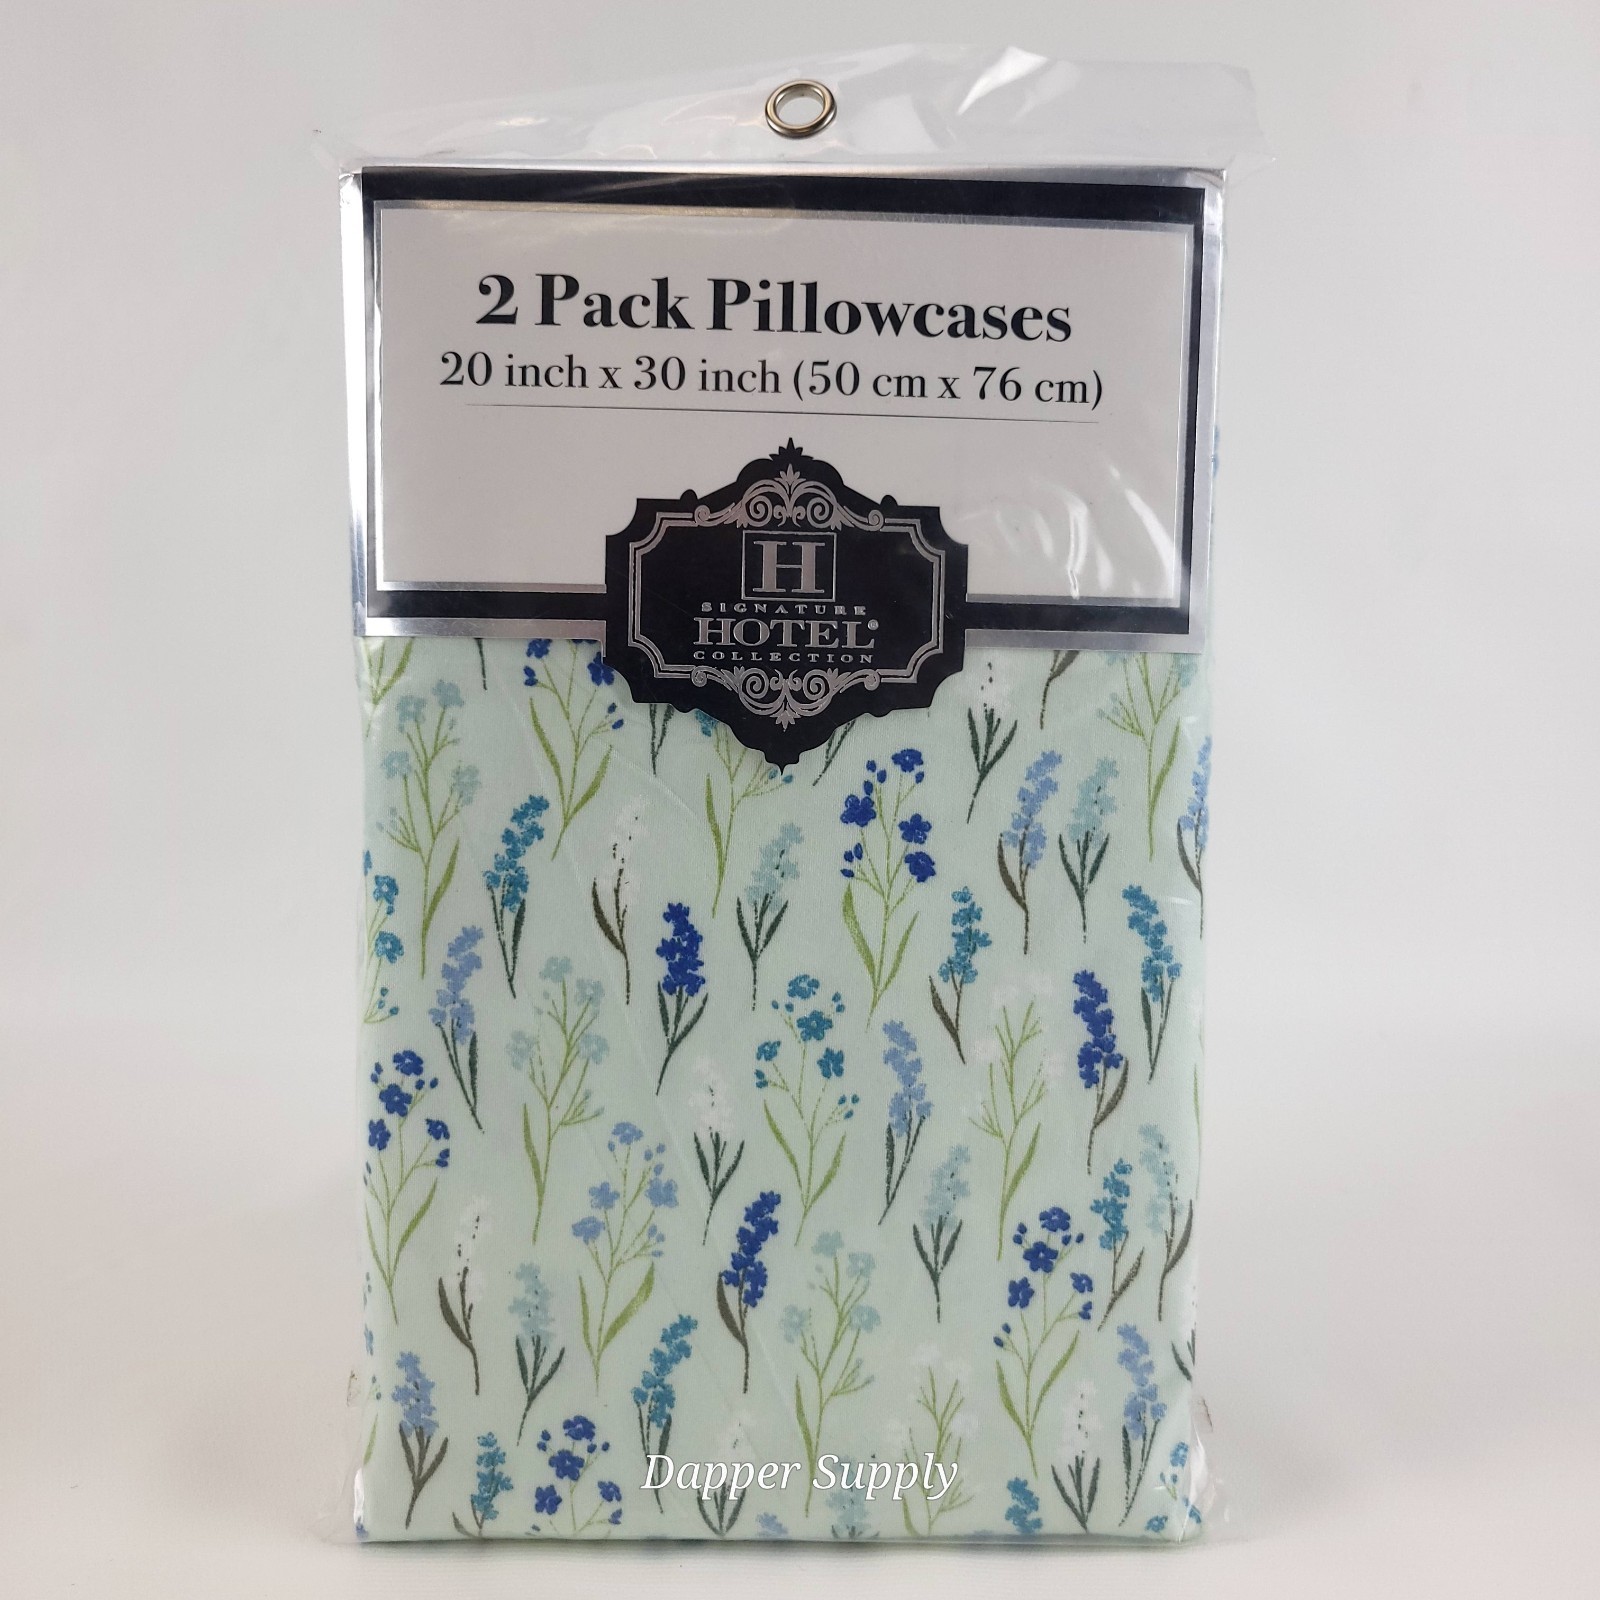 2 Pack Pillowcases
20 inch x 30 inch (50 cm x 76 cm)
H
SIGNATURE
HOTEL®
COLLECTION
Dapper Supply